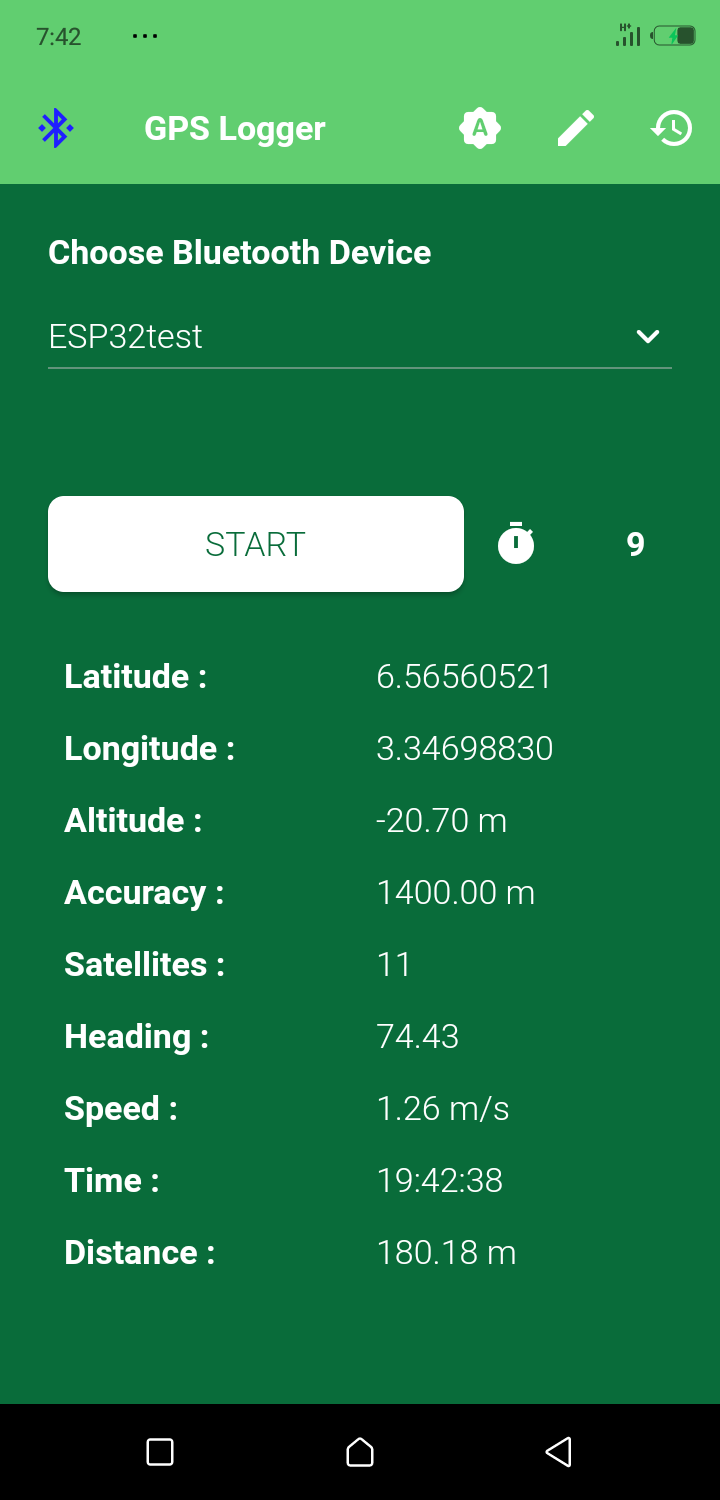 7:42 ... H+
GPS Logger A
Choose Bluetooth Device
ESP32test
START 9
Latitude : 6.56560521
Longitude : 3.34698830
Altitude : -20.70 m
Accuracy : 1400.00 m
Satellites : 11
Heading : 74.43
Speed : 1.26 m/s
Time : 19:42:38
Distance : 180.18 m